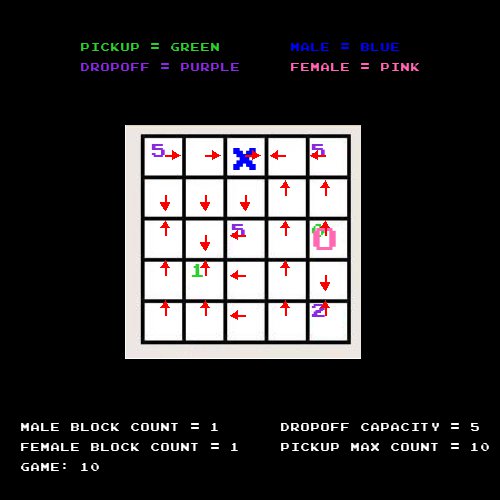 PICKUP = GREEN MALE = BLUE
DROPOFF = PURPLE FEMALE = PINK
5 X 5
5
1
2
MALE BLOCK COUNT = 1 DROPOFF CAPACITY = 5
FEMALE BLOCK COUNT = 1 PICKUP MAX COUNT = 10
GAME: 10